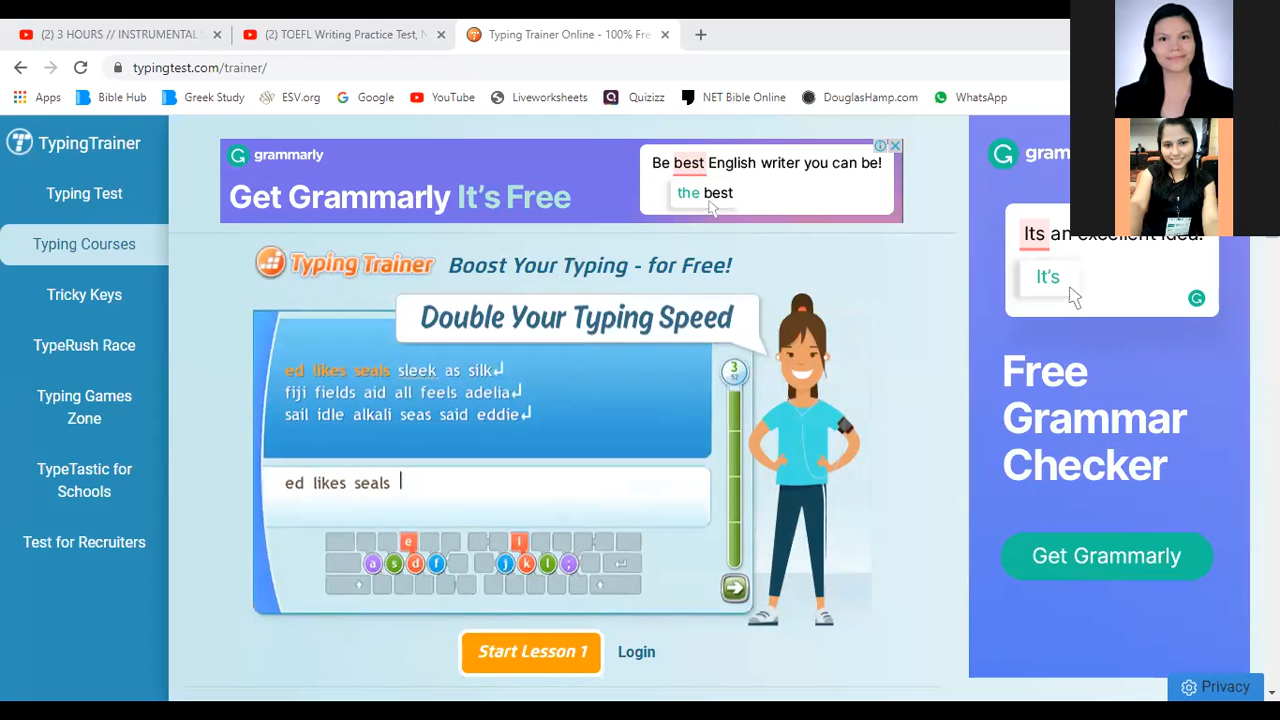 (2) 3 HOURS // INSTRUMENTAL
(2) TOEFL Writing Practice Test, N
Typing Trainer Online - 100% Fre
typingtest.com/trainer/
Apps
Bible Hub
Greek Study
ESV.org
Google
YouTube
Liveworksheets
Quizizz
NET Bible Online
DouglasHamp.com
WhatsApp
TypingTrainer
Typing Test
Typing Courses
Tricky Keys
TypeRush Race
Typing Games
Zone
TypeTastic for
Schools
Test for Recruiters
grammarly
Get Grammarly It's Free
Be best English writer you can be!
the best
Typing Trainer
Boost Your Typing - for Free!
Double Your Typing Speed
ed likes seals sleek as silk
fiji fields aid all feels adelia
sail idle alkali seas said eddie
ed likes seals
3
52
e i
a s d f j k l ;
Start Lesson 1
Login
gram
Its an excellent idea!
It's
Free
Grammar
Checker
Get Grammarly
Privacy